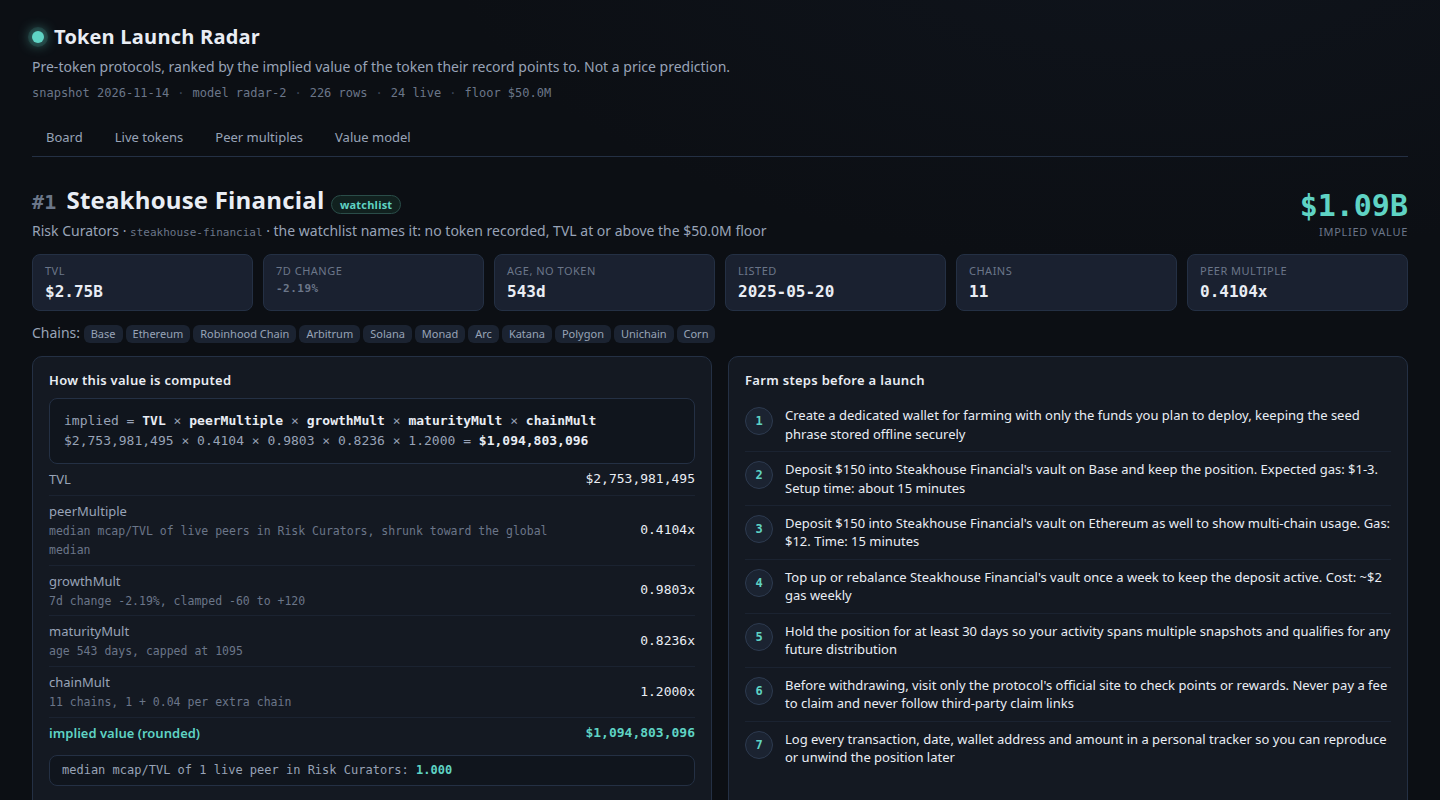 Token Launch Radar
Pre-token protocols, ranked by the implied value of the token their record points to. Not a price prediction.
snapshot 2026-11-14 · model radar-2 · 226 rows · 24 live · floor $50.0M
Board Live tokens Peer multiples Value model
#1 Steakhouse Financial watchlist
$1.09B
Risk Curators · steakhouse-financial · the watchlist names it: no token recorded, TVL at or above the $50.0M floor
IMPLIED VALUE
TVL
$2.75B
7D CHANGE
-2.19%
AGE, NO TOKEN
543d
LISTED
2025-05-20
CHAINS
11
PEER MULTIPLE
0.4104x
Chains: Base Ethereum Robinhood Chain Arbitrum Solana Monad Arc Katana Polygon Unichain Corn
How this value is computed
implied = TVL × peerMultiple × growthMult × maturityMult × chainMult
$2,753,981,495 × 0.4104 × 0.9803 × 0.8236 × 1.2000 = $1,094,803,096
TVL $2,753,981,495
peerMultiple
median mcap/TVL of live peers in Risk Curators, shrunk toward the global
median
0.4104x
growthMult
7d change -2.19%, clamped -60 to +120
0.9803x
maturityMult
age 543 days, capped at 1095
0.8236x
chainMult
11 chains, 1 + 0.04 per extra chain
1.2000x
implied value (rounded) $1,094,803,096
median mcap/TVL of 1 live peer in Risk Curators: 1.000
Farm steps before a launch
1 Create a dedicated wallet for farming with only the funds you plan to deploy, keeping the seed
phrase stored offline securely
2 Deposit $150 into Steakhouse Financial's vault on Base and keep the position. Expected gas: $1-3.
Setup time: about 15 minutes
3 Deposit $150 into Steakhouse Financial's vault on Ethereum as well to show multi-chain usage. Gas:
$12. Time: 15 minutes
4 Top up or rebalance Steakhouse Financial's vault once a week to keep the deposit active. Cost: ~$2
gas weekly
5 Hold the position for at least 30 days so your activity spans multiple snapshots and qualifies for any
future distribution
6 Before withdrawing, visit only the protocol's official site to check points or rewards. Never pay a fee
to claim and never follow third-party claim links
7 Log every transaction, date, wallet address and amount in a personal tracker so you can reproduce
or unwind the position later